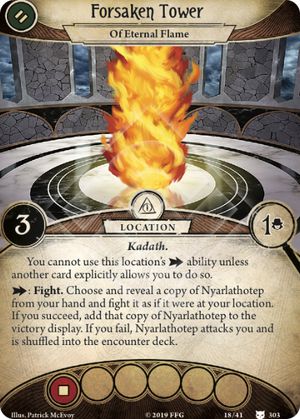 Forsaken Tower
Of Eternal Flame
3
LOCATION
1
Kadath.
You cannot use this location's ability unless
another card explicitly allows you to do so.
: Fight. Choose and reveal a copy of Nyarlathotep
from your hand and fight it as if it were at your location.
If you succeed, add that copy of Nyarlathotep to the
victory display. If you fail, Nyarlathotep attacks you and
is shuffled into the encounter deck.
Illus. Patrick McEvoy © 2019 FFG 18/41 303